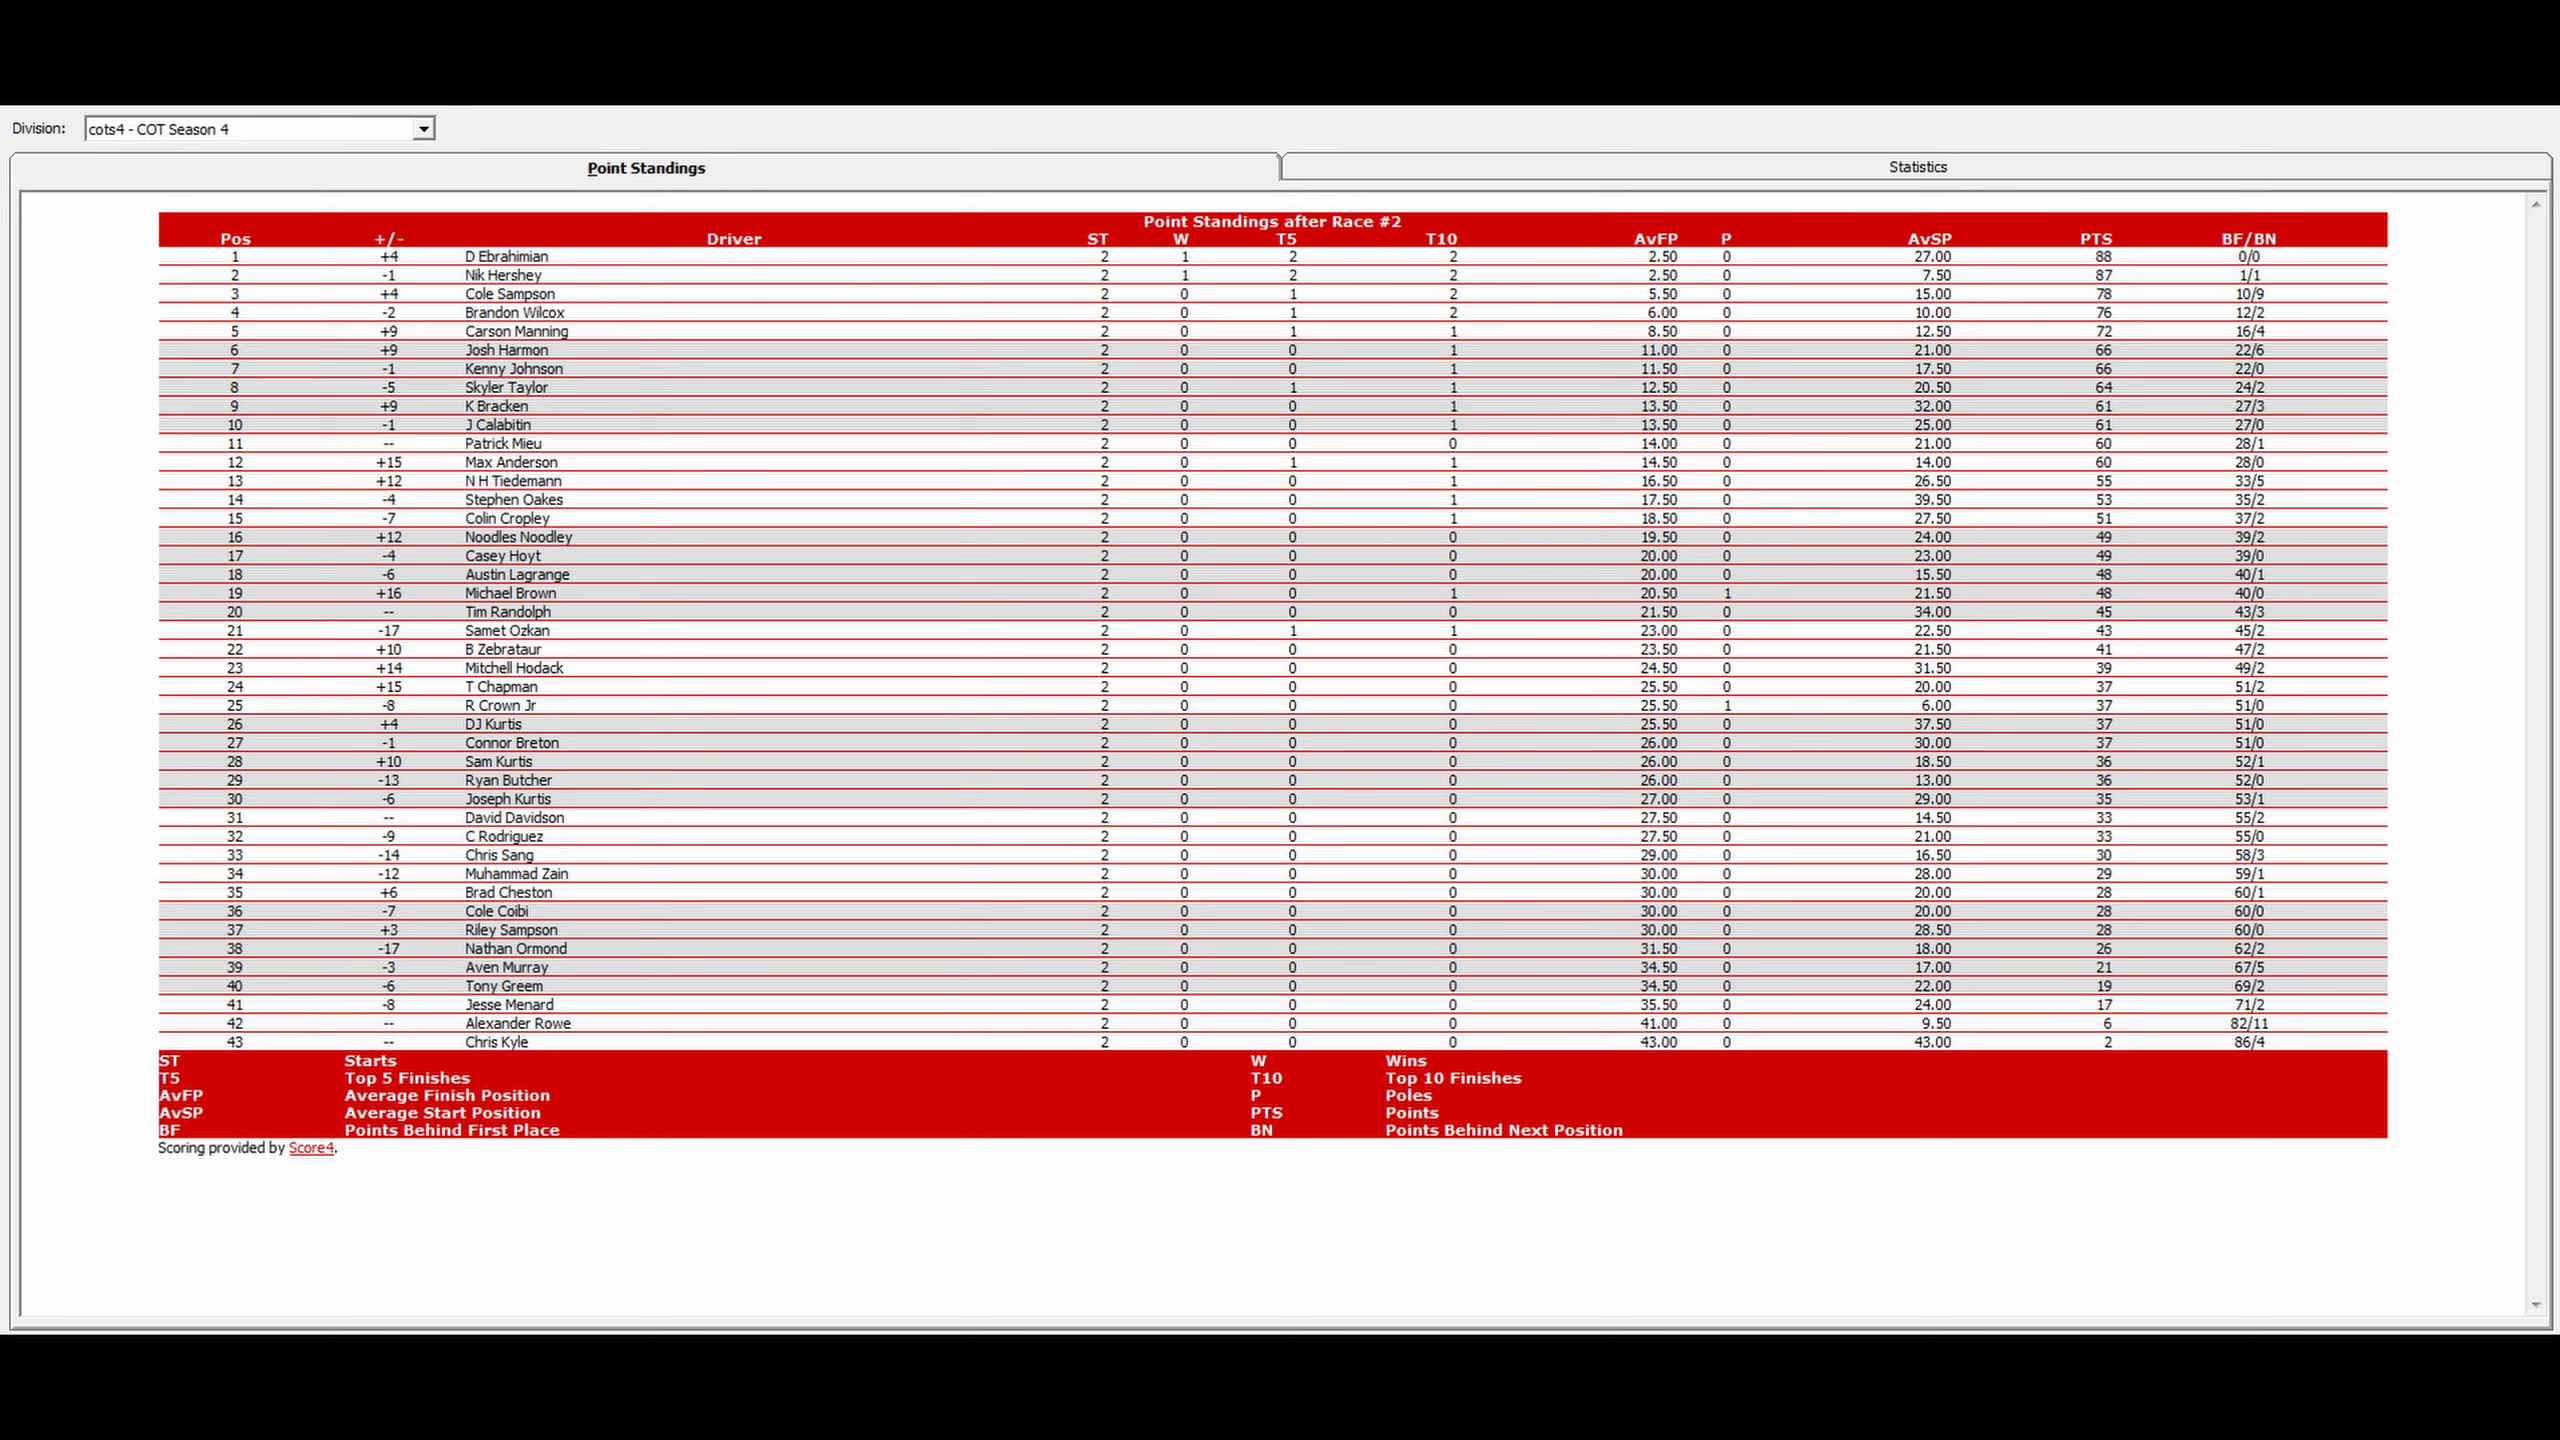 Division: cots4 - COT Season 4
Point Standings Statistics
Point Standings after Race #2
Pos +/- Driver ST W T5 T10 AvFP P AvSP PTS BF/BN
1 +4 D Ebrahimian 2 1 2 2 2.50 0 27.00 88 0/0
2 -1 Nik Hershey 2 1 2 2 2.50 0 7.50 87 1/1
3 +4 Cole Sampson 2 0 1 2 5.50 0 15.00 78 10/9
4 -2 Brandon Wilcox 2 0 1 2 6.00 0 10.00 76 12/2
5 +9 Carson Manning 2 0 1 1 8.50 0 12.50 72 16/4
6 +9 Josh Harmon 2 0 0 1 11.00 0 21.00 66 22/6
7 -1 Kenny Johnson 2 0 0 1 11.50 0 17.50 66 22/0
8 -5 Skyler Taylor 2 0 1 1 12.50 0 20.50 64 24/2
9 +9 K Bracken 2 0 0 1 13.50 0 32.00 61 27/3
10 -1 J Calabitin 2 0 0 1 13.50 0 25.00 61 27/0
11 -- Patrick Mieu 2 0 0 0 14.00 0 21.00 60 28/1
12 +15 Max Anderson 2 0 1 1 14.50 0 14.00 60 28/0
13 +12 N H Tiedemann 2 0 0 1 16.50 0 26.50 55 33/5
14 -4 Stephen Oakes 2 0 0 1 17.50 0 39.50 53 35/2
15 -7 Colin Cropley 2 0 0 1 18.50 0 27.50 51 37/2
16 +12 Noodles Noodley 2 0 0 0 19.50 0 24.00 49 39/2
17 -4 Casey Hoyt 2 0 0 0 20.00 0 23.00 49 39/0
18 -6 Austin Lagrange 2 0 0 0 20.00 0 15.50 48 40/1
19 +16 Michael Brown 2 0 0 1 20.50 1 21.50 48 40/0
20 -- Tim Randolph 2 0 0 0 21.50 0 34.00 45 43/3
21 -17 Samet Ozkan 2 0 1 1 23.00 0 22.50 43 45/2
22 +10 B Zebrataur 2 0 0 0 23.50 0 21.50 41 47/2
23 +14 Mitchell Hodack 2 0 0 0 24.50 0 31.50 39 49/2
24 +15 T Chapman 2 0 0 0 25.50 0 20.00 37 51/2
25 -8 R Crown Jr 2 0 0 0 25.50 1 6.00 37 51/0
26 +4 DJ Kurtis 2 0 0 0 25.50 0 37.50 37 51/0
27 -1 Connor Breton 2 0 0 0 26.00 0 30.00 37 51/0
28 +10 Sam Kurtis 2 0 0 0 26.00 0 18.50 36 52/1
29 -13 Ryan Butcher 2 0 0 0 26.00 0 13.00 36 52/0
30 -6 Joseph Kurtis 2 0 0 0 27.00 0 29.00 35 53/1
31 -- David Davidson 2 0 0 0 27.50 0 14.50 33 55/2
32 -9 C Rodriguez 2 0 0 0 27.50 0 21.00 33 55/0
33 -14 Chris Sang 2 0 0 0 29.00 0 16.50 30 58/3
34 -12 Muhammad Zain 2 0 0 0 30.00 0 28.00 29 59/1
35 +6 Brad Cheston 2 0 0 0 30.00 0 20.00 28 60/1
36 -7 Cole Coibi 2 0 0 0 30.00 0 20.00 28 60/0
37 +3 Riley Sampson 2 0 0 0 30.00 0 28.50 28 60/0
38 -17 Nathan Ormond 2 0 0 0 31.50 0 18.00 26 62/2
39 -3 Aven Murray 2 0 0 0 34.50 0 17.00 21 67/5
40 -6 Tony Greem 2 0 0 0 34.50 0 22.00 19 69/2
41 -8 Jesse Menard 2 0 0 0 35.50 0 24.00 17 71/2
42 -- Alexander Rowe 2 0 0 0 41.00 0 9.50 6 82/11
43 -- Chris Kyle 2 0 0 0 43.00 0 43.00 2 86/4
ST Starts W Wins
T5 Top 5 Finishes T10 Top 10 Finishes
AvFP Average Finish Position P Poles
AvSP Average Start Position PTS Points
BF Points Behind First Place BN Points Behind Next Position
Scoring provided by Score4.